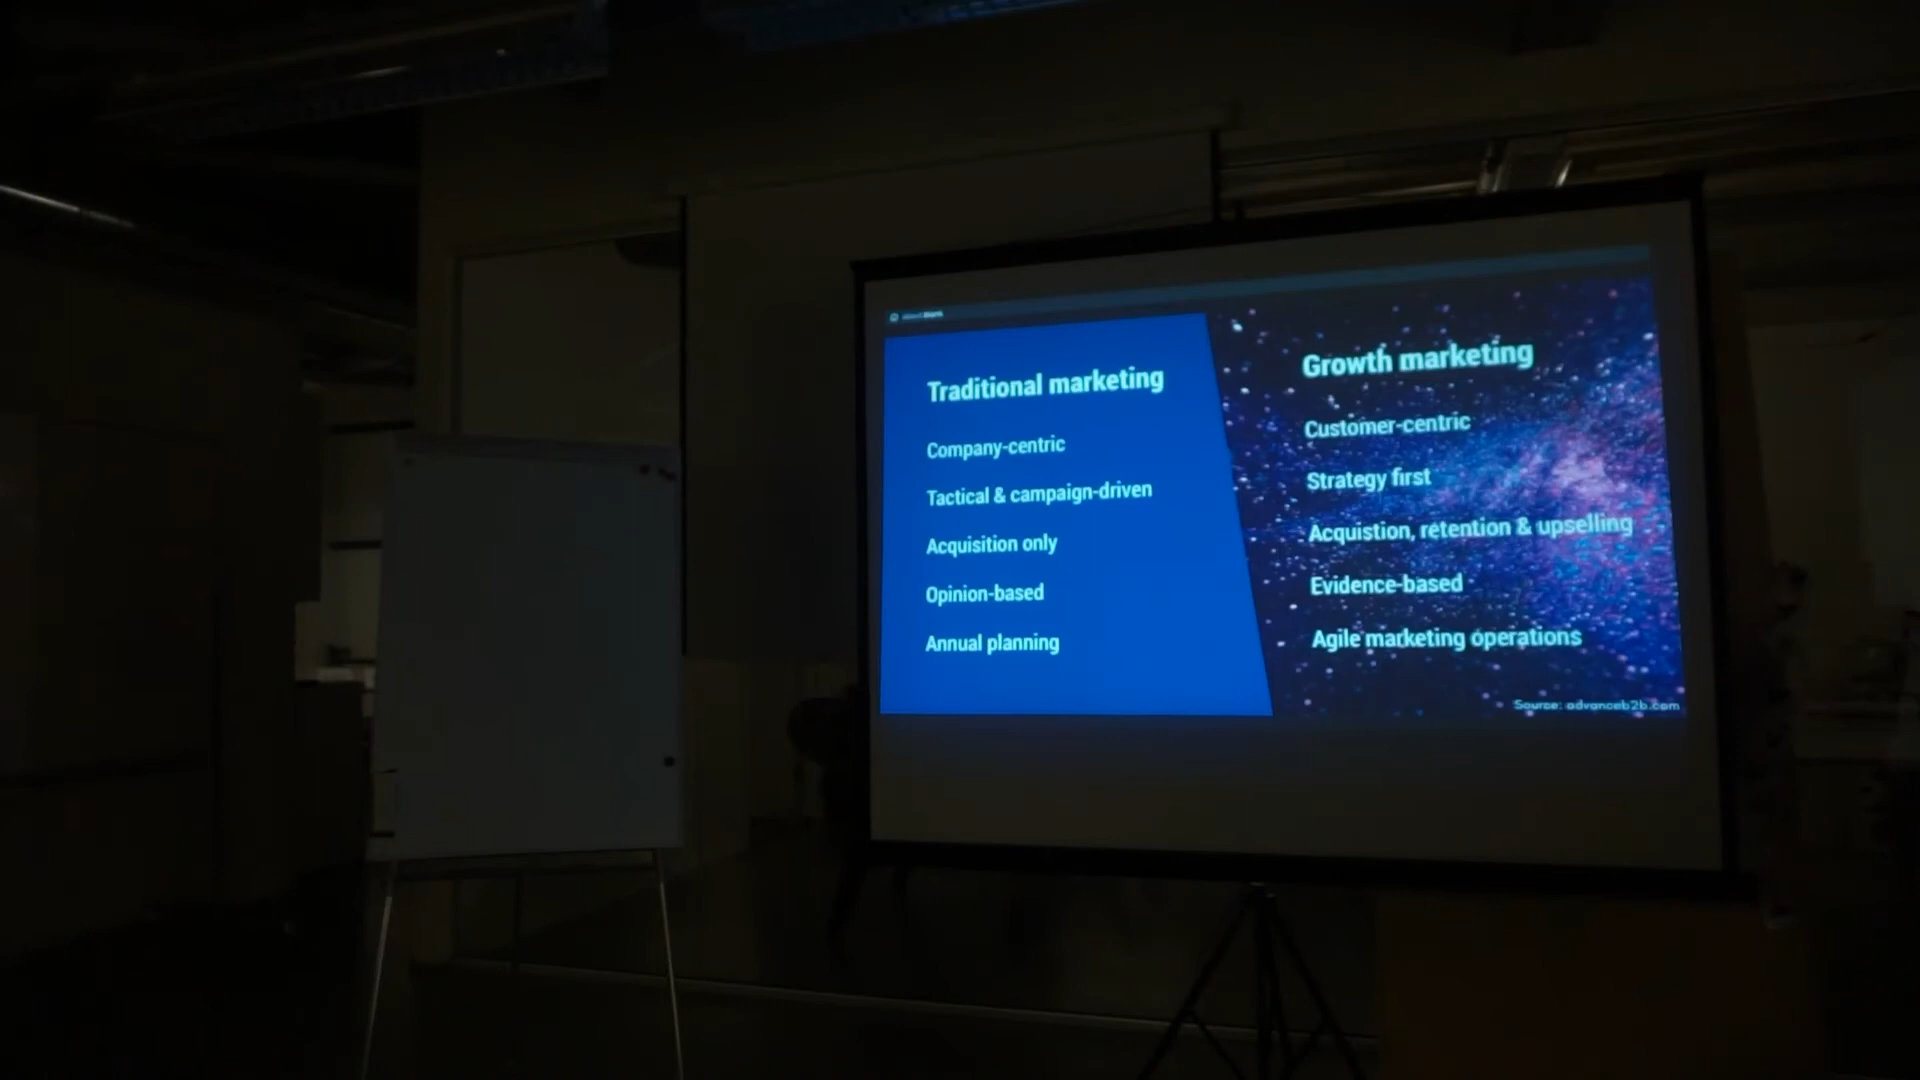 Traditional marketing
Company-centric
Tactical & campaign-driven
Acquisition only
Opinion-based
Annual planning
Growth marketing
Customer-centric
Strategy first
Acquistion, retention & upselling
Evidence-based
Agile marketing operations
Source: advanceb2b.com